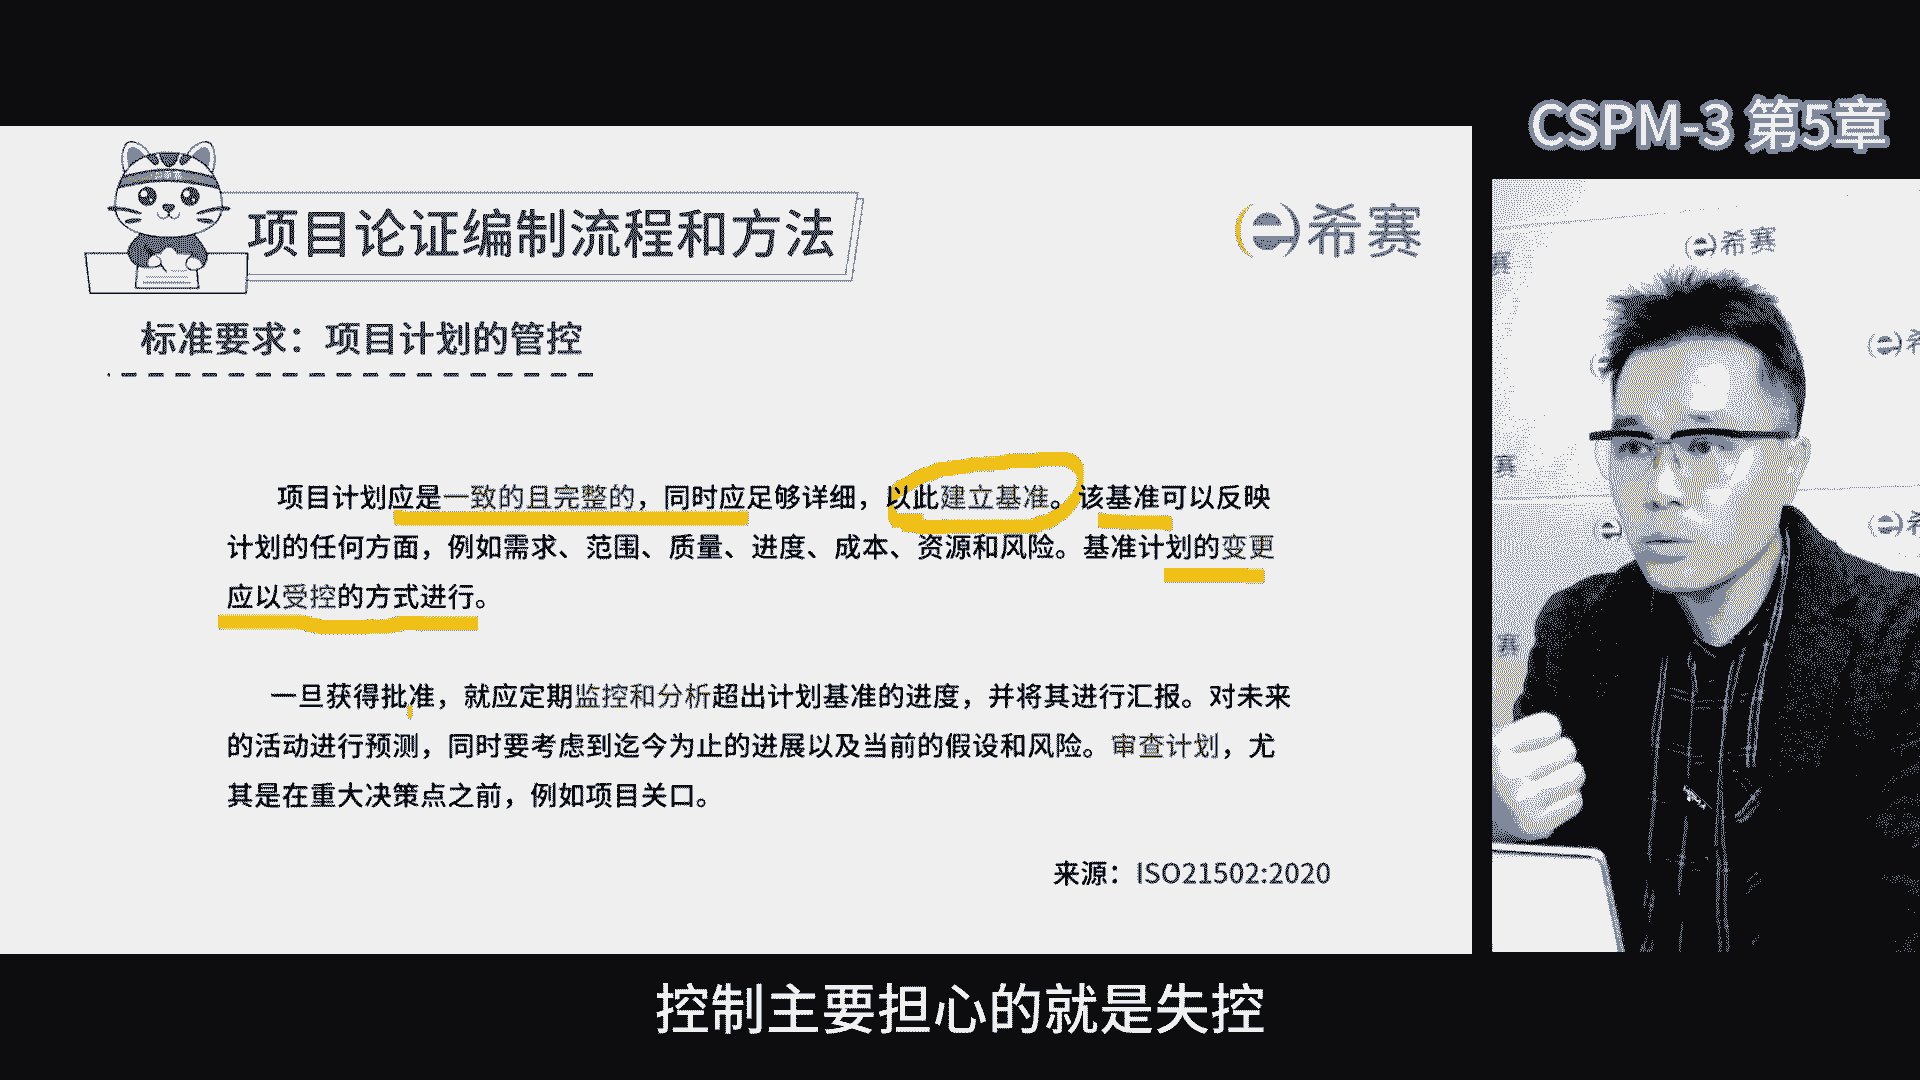 CSPM-3 第5章
项目论证编制流程和方法
e希赛
标准要求：项目计划的管控
项目计划应是一致的且完整的，同时应足够详细，以此建立基准。该基准可以反映
计划的任何方面，例如需求、范围、质量、进度、成本、资源和风险。基准计划的变更
应以受控的方式进行。
一旦获得批准，就应定期监控和分析超出计划基准的进度，并将其进行汇报。对未来
的活动进行预测，同时要考虑到迄今为止的进展以及当前的假设和风险。审查计划，尤
其是在重大决策点之前，例如项目关口。
来源：ISO21502:2020
e希赛
赛
e希
赛
e希
赛
控制主要担心的就是失控